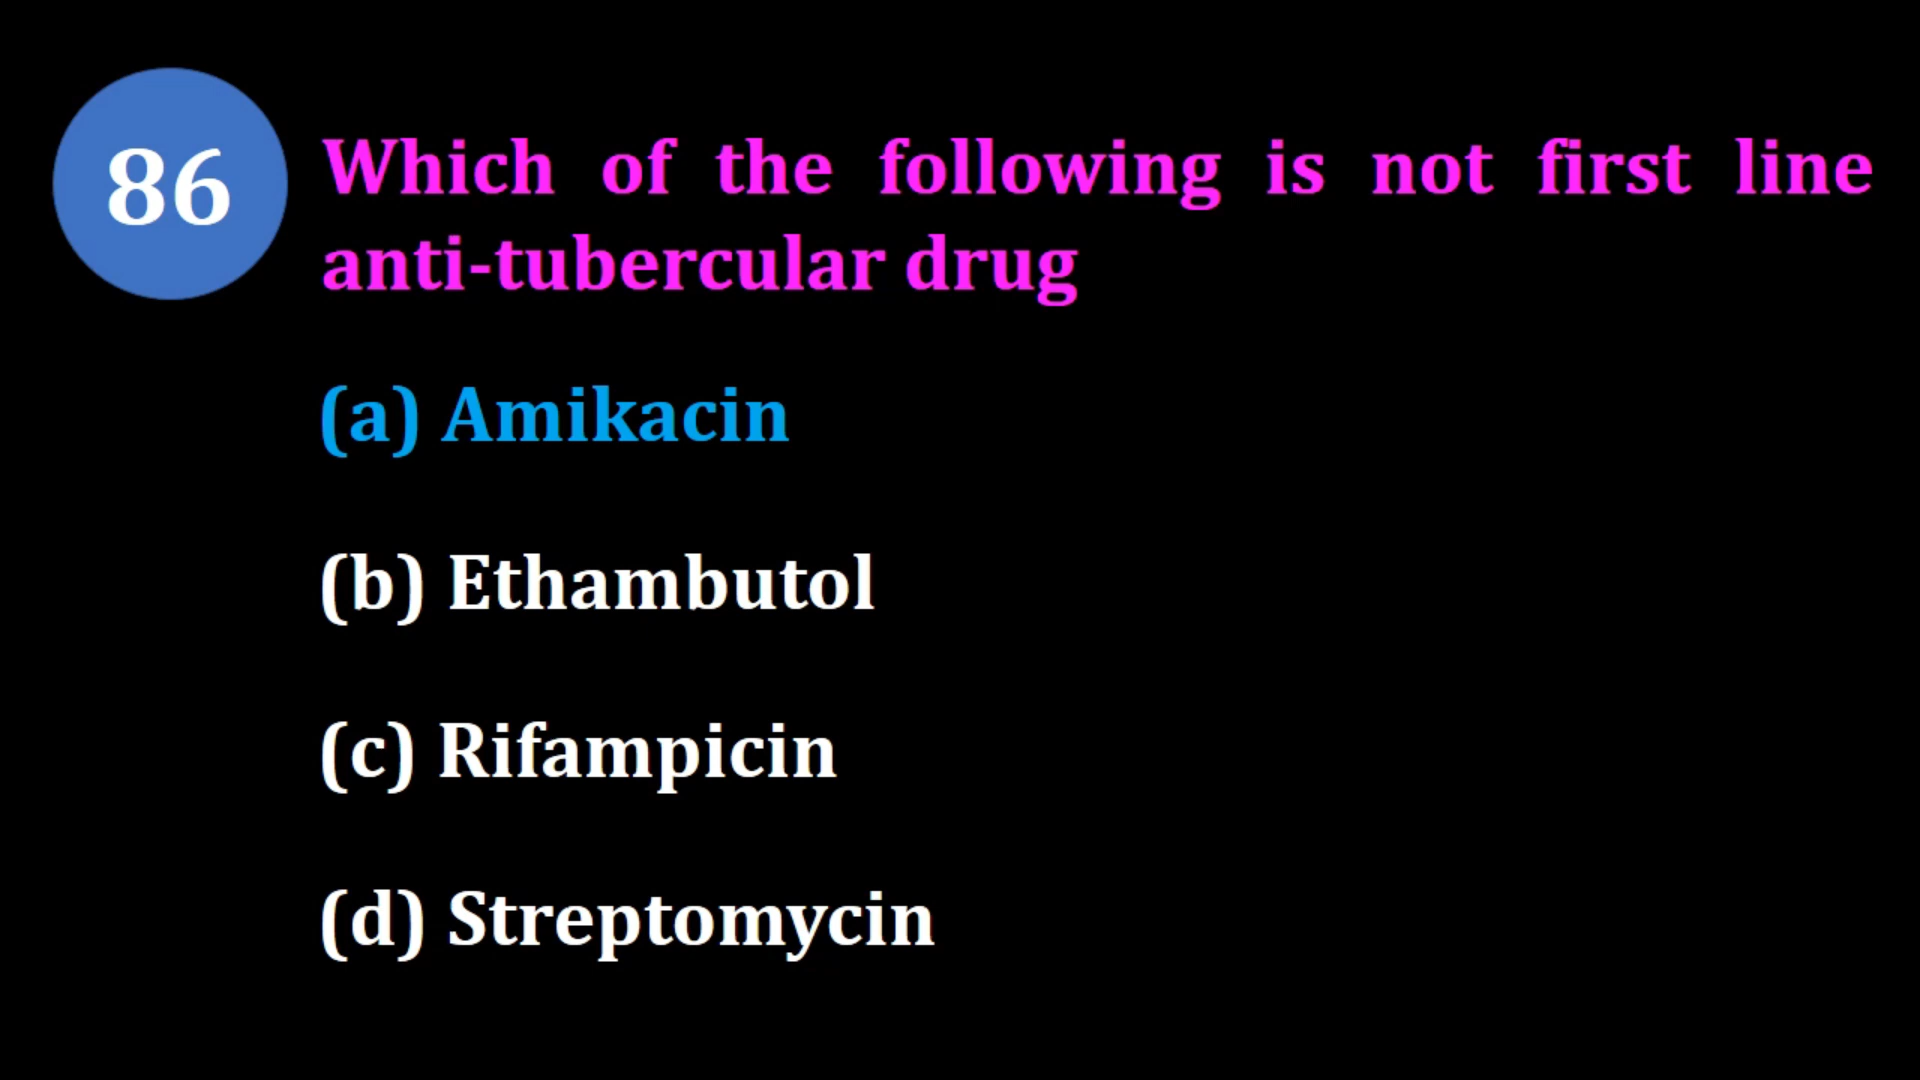 86
Which of the following is not first line
anti-tubercular drug
(a) Amikacin
(b) Ethambutol
(c) Rifampicin
(d) Streptomycin